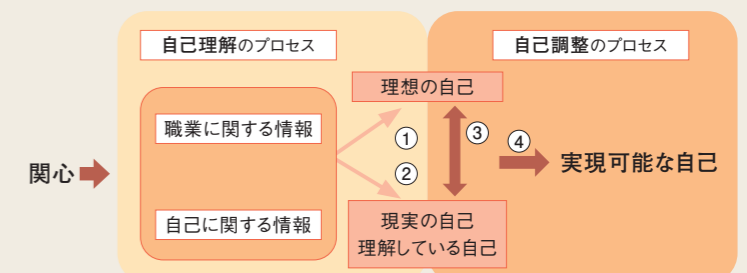 自己理解のプロセス
自己調整のプロセス
理想の自己
職業に関する情報
①
③
④
関心
②
実現可能な自己
自己に関する情報
現実の自己
理解している自己